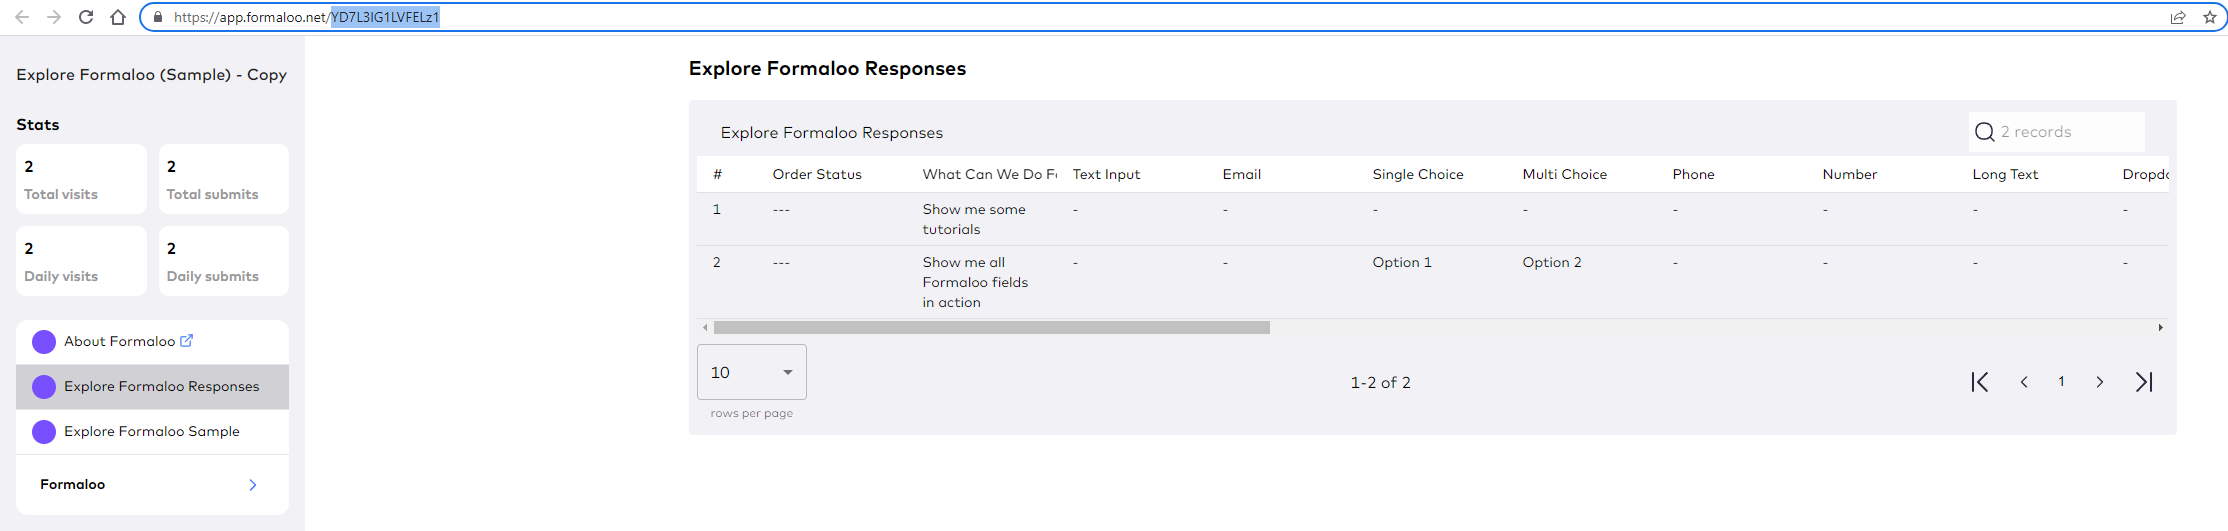 https://app.formaloo.net/YD7L3IG1LVFELz1
Explore Formaloo (Sample) - Copy
Stats
2
Total visits
2
Total submits
2
Daily visits
2
Daily submits
About Formaloo
Explore Formaloo Responses
Explore Formaloo Sample
Formaloo
Explore Formaloo Responses
Explore Formaloo Responses
2 records
# Order Status What Can We Do Fo Text Input Email Single Choice Multi Choice Phone Number Long Text Dropdo
1 --- Show me some - - - - - - - -
tutorials
2 --- Show me all - - Option 1 Option 2 - - - -
Formaloo fields
in action
10
rows per page
1-2 of 2
1